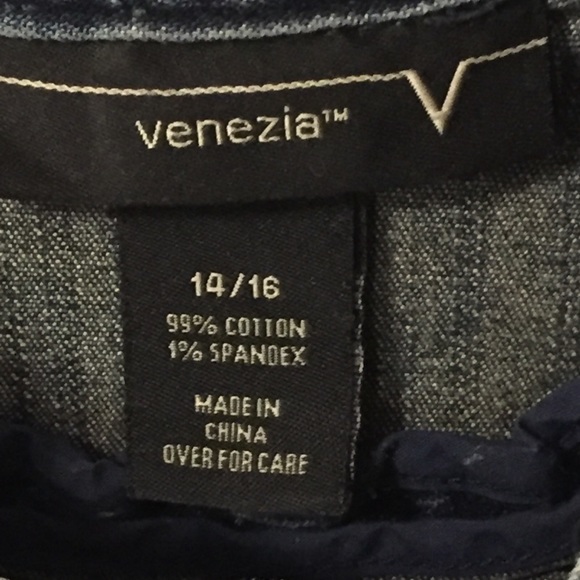 venezia™
14/16
99% COTTON
1% SPANDEX
MADE IN
CHINA
OVER FOR CARE